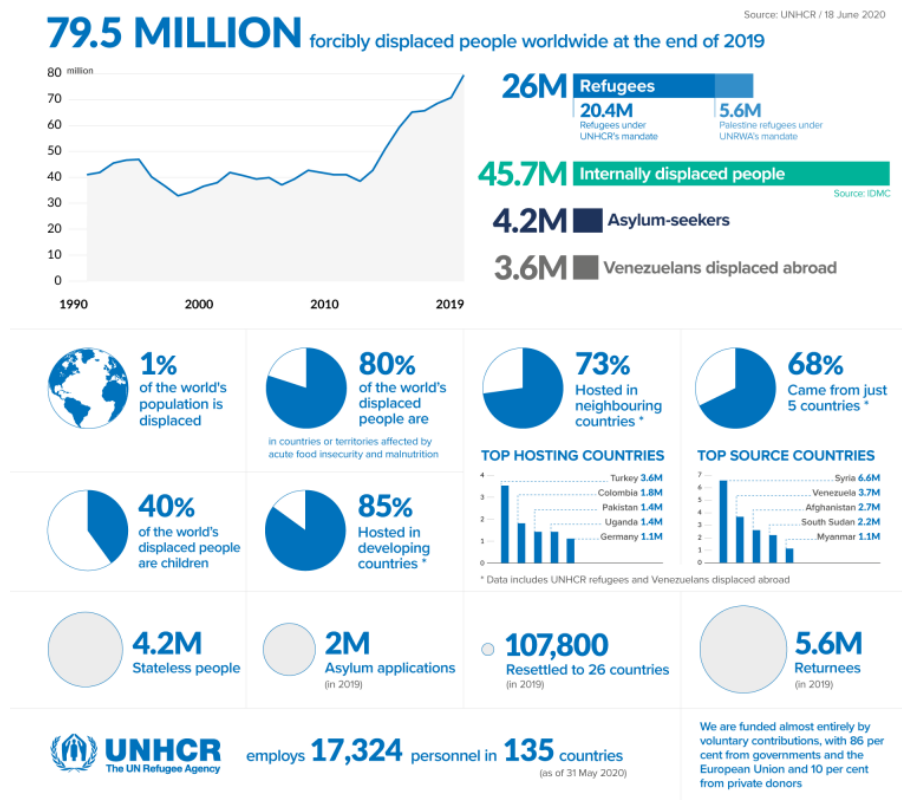 Source: UNHCR / 18 June 2020
79.5 MILLION forcibly displaced people worldwide at the end of 2019
80 million
70
60
50
40
30
20
10
0
1990
2000
2010
2019
26M Refugees
20.4M
Refugees under
UNHCR's mandate
5.6M
Palestine refugees under
UNRWA's mandate
45.7M Internally displaced people
Source: IDMC
4.2M Asylum-seekers
3.6M Venezuelans displaced abroad
1%
of the world's
population is
displaced
80%
of the world's
displaced
people are
in countries or territories affected by
acute food insecurity and malnutrition
73%
Hosted in
neighbouring
countries *
68%
Came from just
5 countries *
40%
of the world's
displaced people
are children
85%
Hosted in
developing
countries *
TOP HOSTING COUNTRIES
4
3
2
1
0
Turkey 3.6M
Colombia 1.8M
Pakistan 1.4M
Uganda 1.4M
Germany 1.1M
TOP SOURCE COUNTRIES
7
6
5
4
3
2
1
0
Syria 6.6M
Venezuela 3.7M
Afghanistan 2.7M
South Sudan 2.2M
Myanmar 1.1M
* Data includes UNHCR refugees and Venezuelans displaced abroad
4.2M
Stateless people
2M
Asylum applications
(in 2019)
107,800
Resettled to 26 countries
(in 2019)
5.6M
Returnees
(in 2019)
UNHCR
The UN Refugee Agency
employs 17,324 personnel in 135 countries
(as of 31 May 2020)
We are funded almost entirely by
voluntary contributions, with 86 per
cent from governments and the
European Union and 10 per cent
from private donors